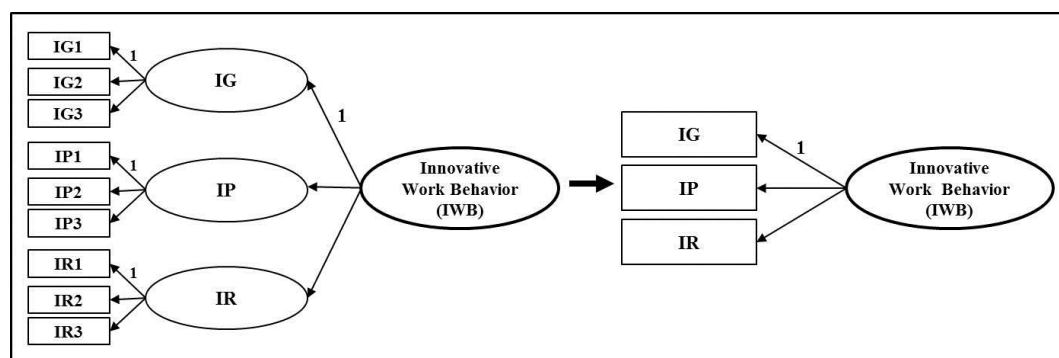 IG1
1
IG2
IG3
IG
1
IP1
1
IP2
IP3
IP
IR1
1
IR2
IR3
IR
Innovative
Work Behavior
(IWB)
IG
1
IP
IR
Innovative
Work Behavior
(IWB)